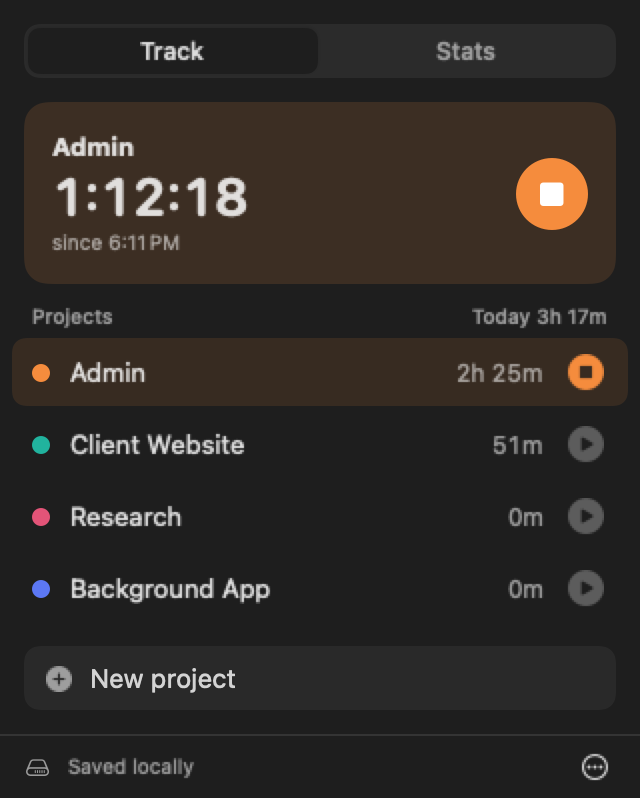 Track
Stats
Admin
1:12:18
since 6:11 PM
Projects
Today 3h 17m
Admin
2h 25m
Client Website
51m
Research
0m
Background App
0m
New project
Saved locally